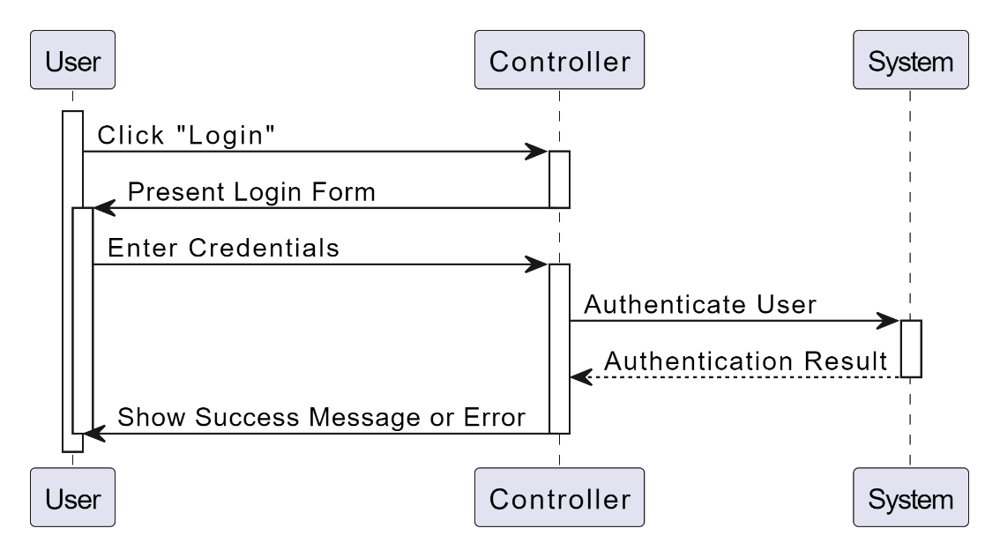 User
Controller
System
Click "Login"
Present Login Form
Enter Credentials
Authenticate User
Authentication Result
Show Success Message or Error
User
Controller
System